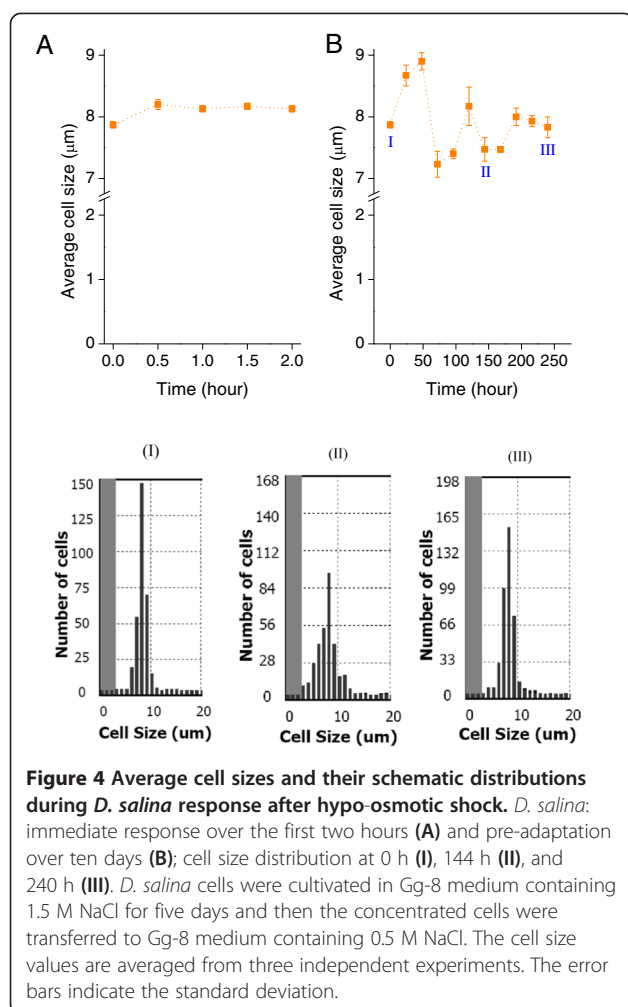 A
B
9
8
7
2
1
0
Average cell size (μm)
0.0 0.5 1.0 1.5 2.0
Time (hour)
9
8
7
2
1
0
Average cell size (μm)
I
II
III
0 50 100 150 200 250
Time (hour)
(I)
150
125
100
75
50
25
0
Number of cells
0 10 20
Cell Size (um)
(II)
168
140
112
84
56
28
0
Number of cells
0 10 20
Cell Size (um)
(III)
198
165
132
99
66
33
0
Number of cells
0 10 20
Cell Size (um)
Figure 4 Average cell sizes and their schematic distributions
during D. salina response after hypo-osmotic shock. D. salina:
immediate response over the first two hours (A) and pre-adaptation
over ten days (B); cell size distribution at 0 h (I), 144 h (II), and
240 h (III). D. salina cells were cultivated in Gg-8 medium containing
1.5 M NaCl for five days and then the concentrated cells were
transferred to Gg-8 medium containing 0.5 M NaCl. The cell size
values are averaged from three independent experiments. The error
bars indicate the standard deviation.